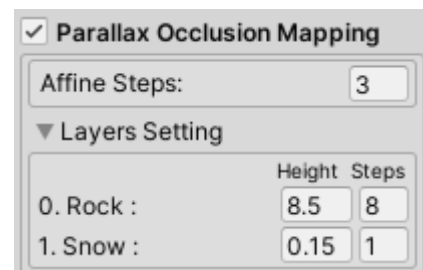 Parallax Occlusion Mapping
Affine Steps: 3
Layers Setting
Height Steps
0. Rock : 8.5 8
1. Snow : 0.15 1